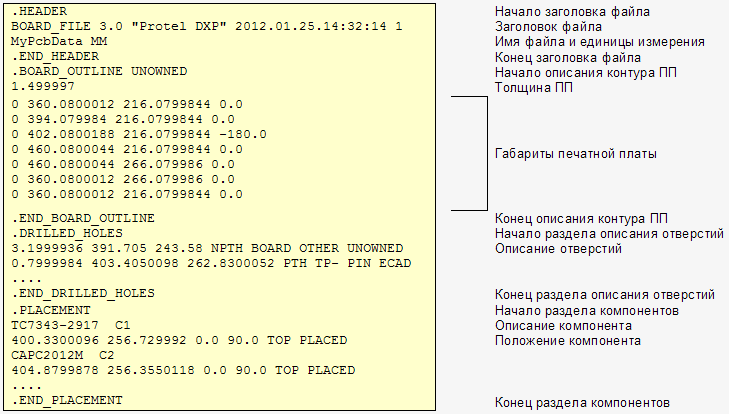 .HEADER Начало заголовка файла
BOARD_FILE 3.0 "Protel DXP" 2012.01.25.14:32:14 1 Заголовок файла
MyPcbData MM Имя файла и единицы измерения
.END_HEADER Конец заголовка файла
.BOARD_OUTLINE UNOWNED Начало описания контура ПП
1.499997 Толщина ПП
0 360.0800012 216.0799844 0.0
0 394.079984 216.0799844 0.0
0 402.0800188 216.0799844 -180.0
0 460.0800044 216.0799844 0.0 Габариты печатной платы
0 460.0800044 266.079986 0.0
0 360.0800012 266.079986 0.0
0 360.0800012 216.0799844 0.0
.END_BOARD_OUTLINE Конец описания контура ПП
.DRILLED_HOLES Начало раздела описания отверстий
3.1999936 391.705 243.58 NPTH BOARD OTHER UNOWNED Описание отверстий
0.7999984 403.4050098 262.8300052 PTH TP- PIN ECAD
....
.END_DRILLED_HOLES Конец раздела описания отверстий
.PLACEMENT Начало раздела компонентов
TC7343-2917 C1 Описание компонента
400.3300096 256.729992 0.0 90.0 TOP PLACED Положение компонента
CAPC2012M C2
404.8799878 256.3550118 0.0 90.0 TOP PLACED
....
.END_PLACEMENT Конец раздела компонентов